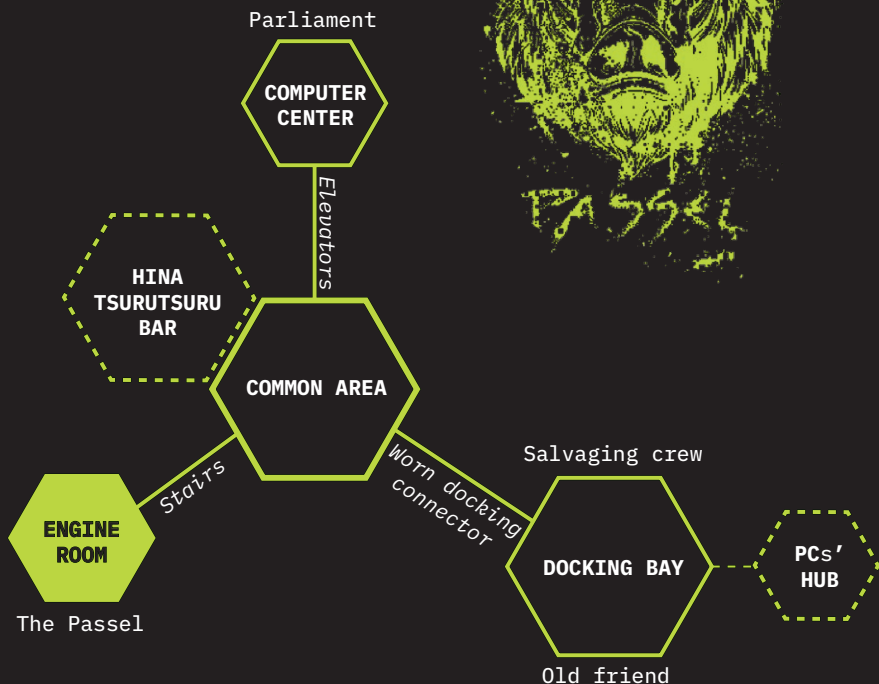 Parliament
COMPUTER
CENTER
PASSEL
Elevators
HINA
TSURUTSURU
BAR
COMMON AREA
Stairs
Worn docking
connector
Salvaging crew
ENGINE
ROOM
DOCKING BAY
PCs’
HUB
The Passel
Old friend